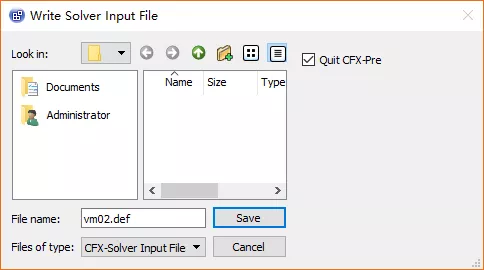 Write Solver Input File
Look in:
Quit CFX-Pre
Documents
Administrator
Name Size Type
File name: vm02.def Save
Files of type: CFX-Solver Input File Cancel